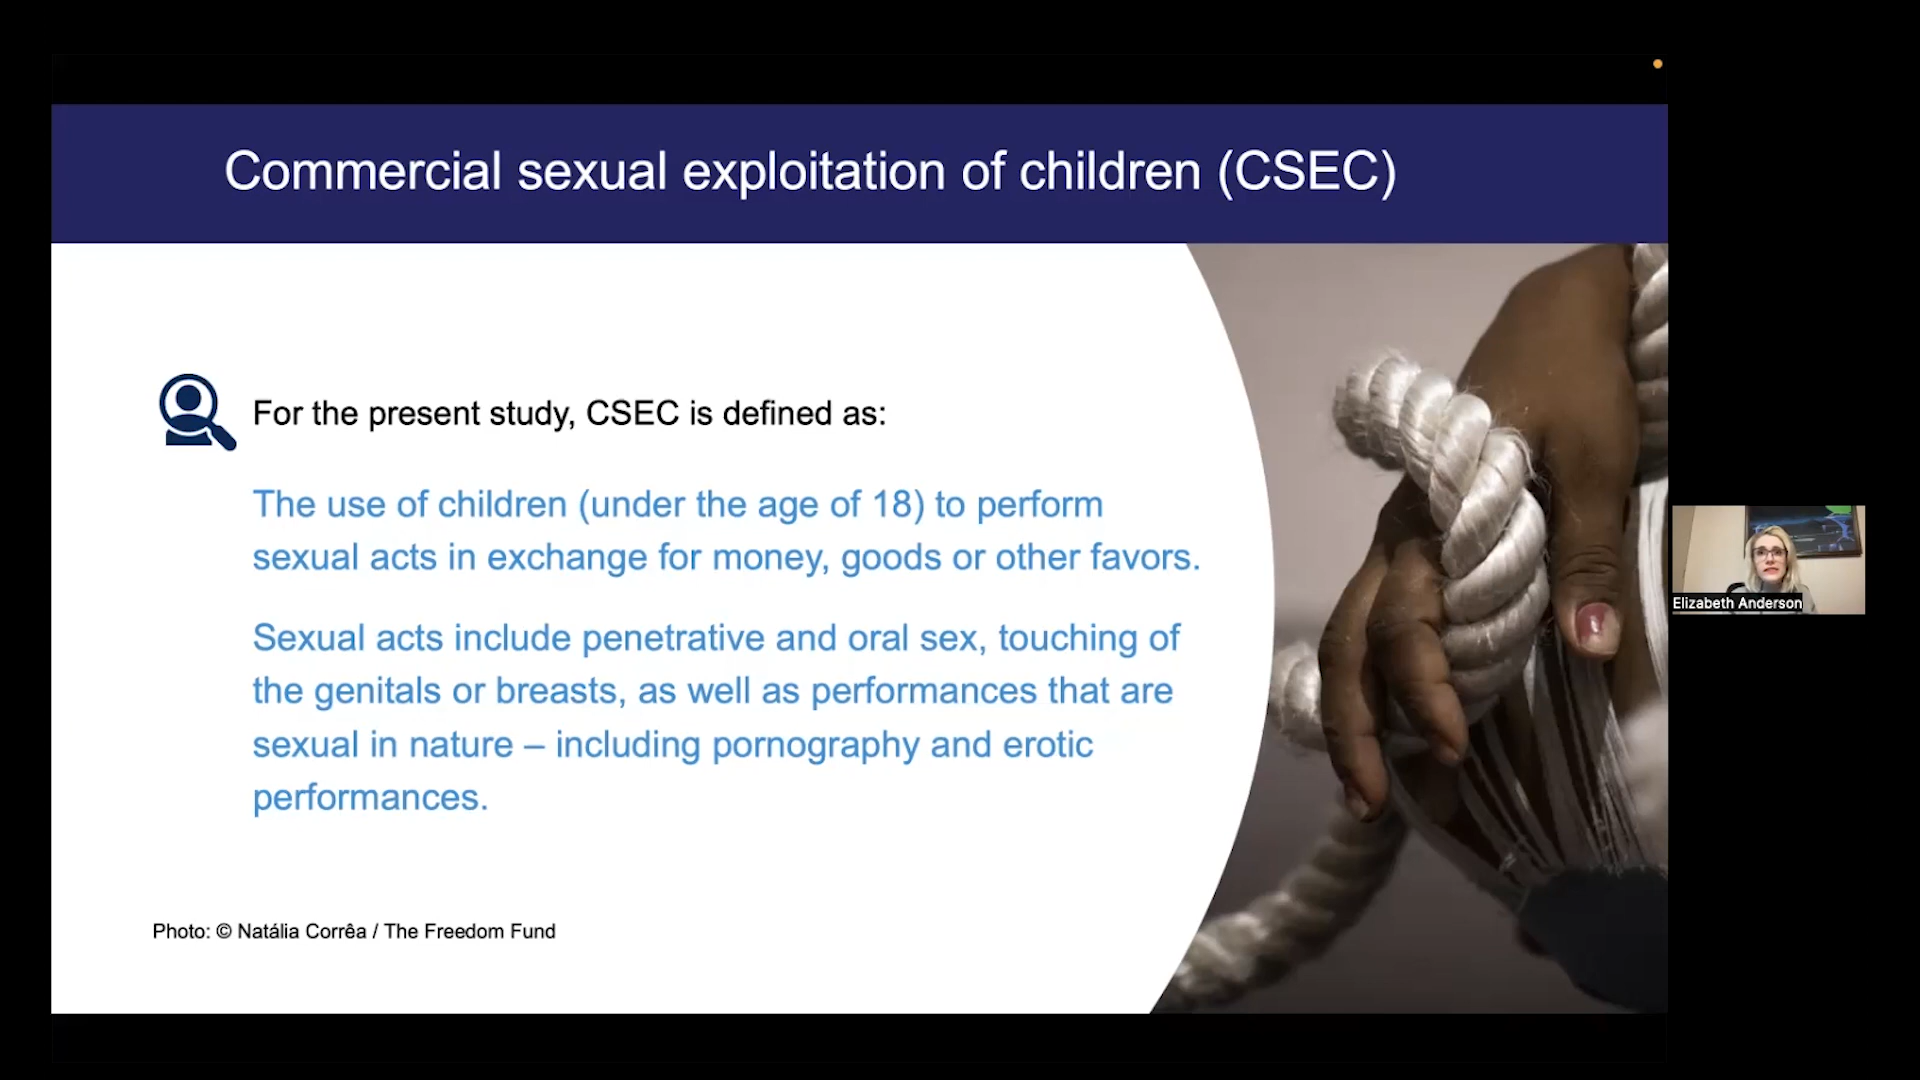 Commercial sexual exploitation of children (CSEC)
For the present study, CSEC is defined as:
The use of children (under the age of 18) to perform
sexual acts in exchange for money, goods or other favors.
Sexual acts include penetrative and oral sex, touching of
the genitals or breasts, as well as performances that are
sexual in nature – including pornography and erotic
performances.
Elizabeth Anderson
Photo: © Natália Corrêa / The Freedom Fund